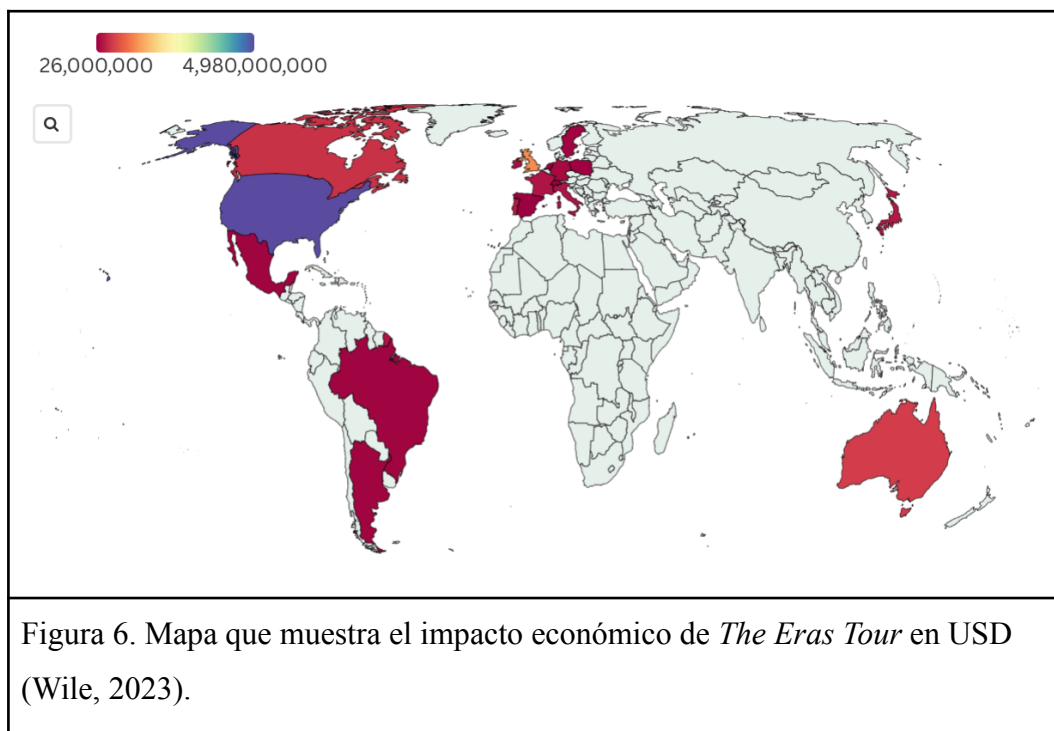 26,000,000 4,980,000,000
Figura 6. Mapa que muestra el impacto económico de The Eras Tour en USD
(Wile, 2023).